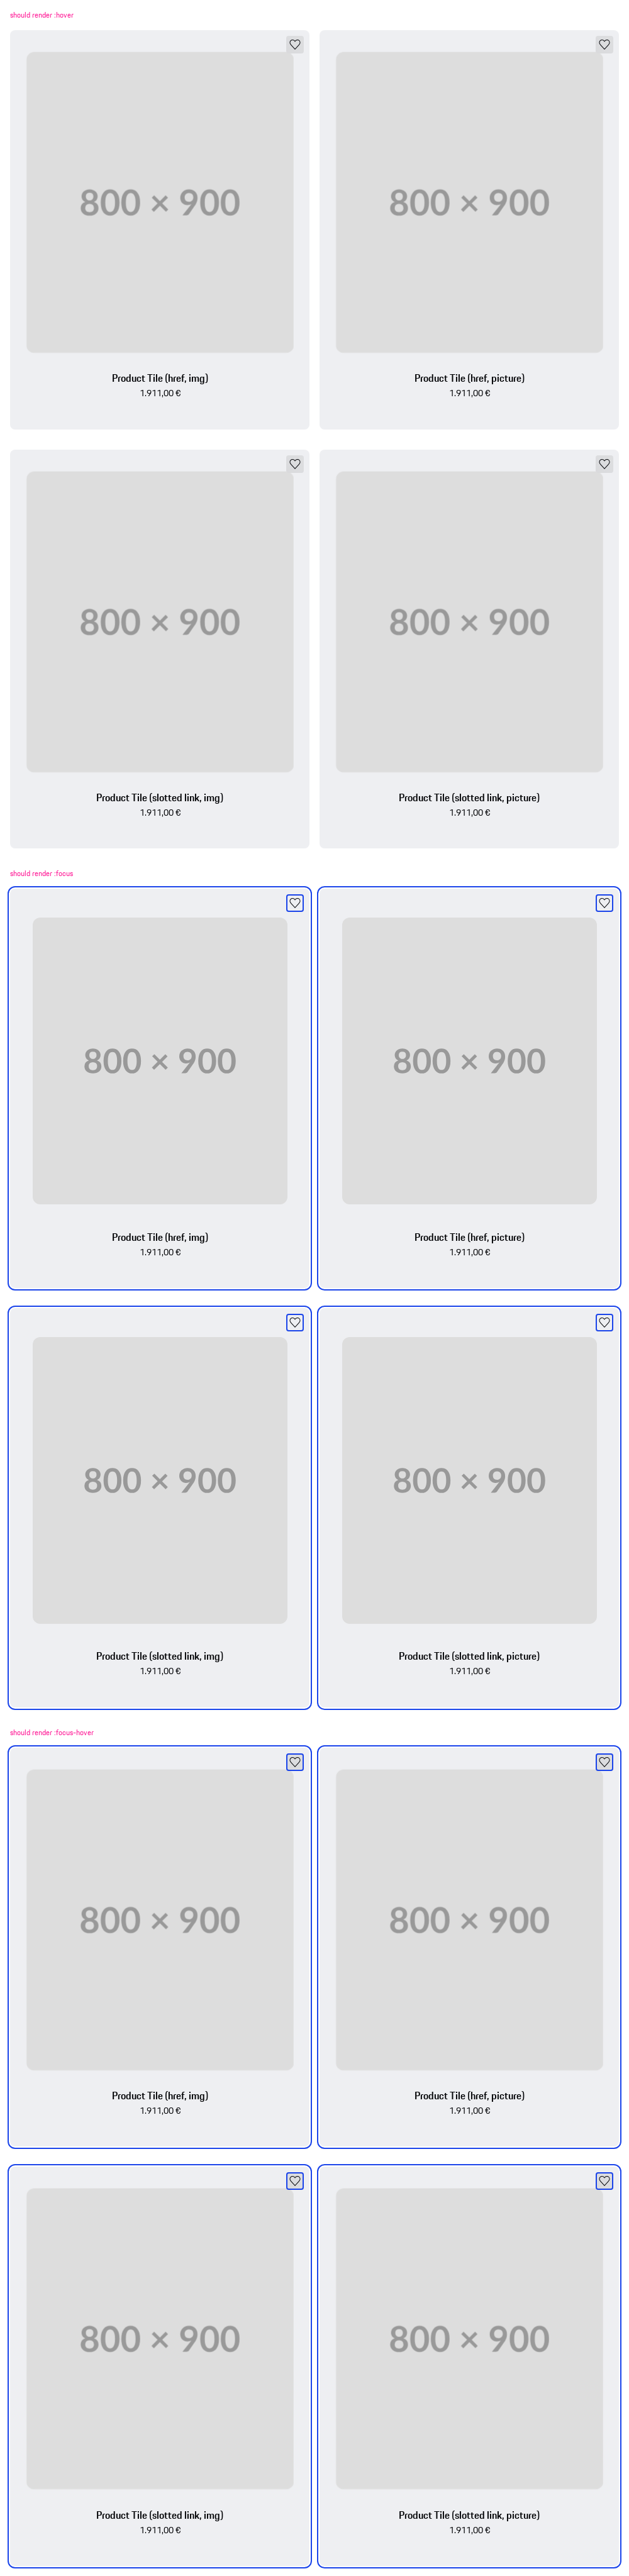 should render :hover
800 × 900
800 × 900
Product Tile (href, img)
1.911,00 €
Product Tile (href, picture)
1.911,00 €
800 × 900
800 × 900
Product Tile (slotted link, img)
1.911,00 €
Product Tile (slotted link, picture)
1.911,00 €
should render :focus
800 × 900
800 × 900
Product Tile (href, img)
1.911,00 €
Product Tile (href, picture)
1.911,00 €
800 × 900
800 × 900
Product Tile (slotted link, img)
1.911,00 €
Product Tile (slotted link, picture)
1.911,00 €
should render :focus-hover
800 × 900
800 × 900
Product Tile (href, img)
1.911,00 €
Product Tile (href, picture)
1.911,00 €
800 × 900
800 × 900
Product Tile (slotted link, img)
1.911,00 €
Product Tile (slotted link, picture)
1.911,00 €